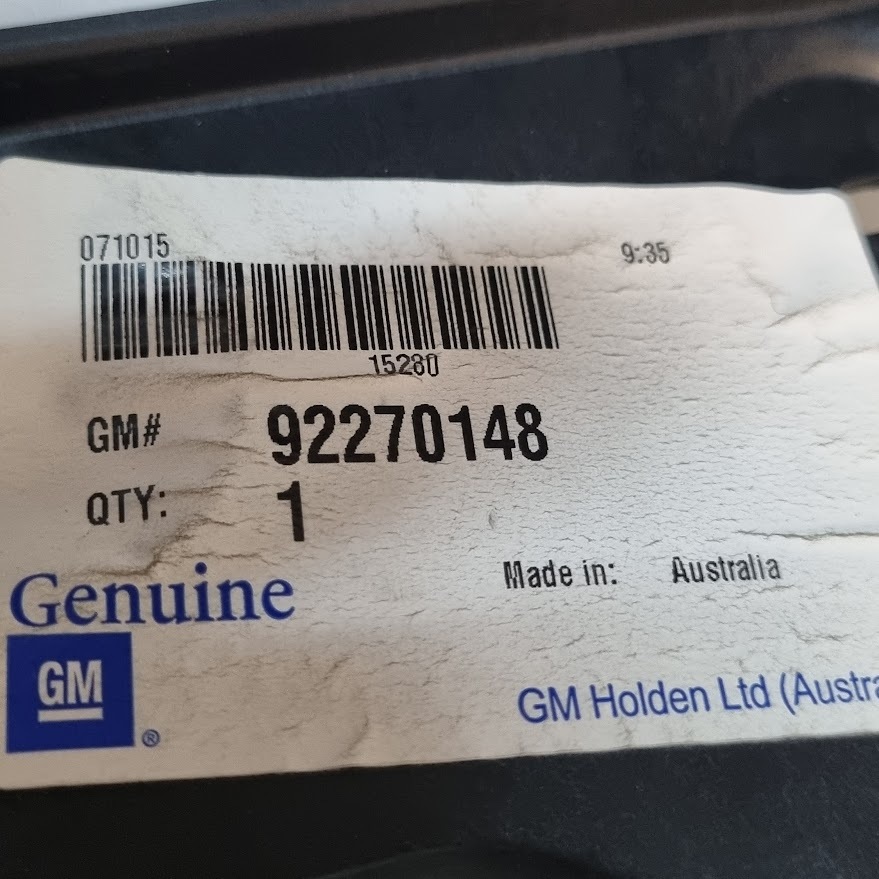 071015 9:35
15280
GM# 92270148
QTY: 1
Made in: Australia
Genuine
GM
®
GM Holden Ltd (Austra